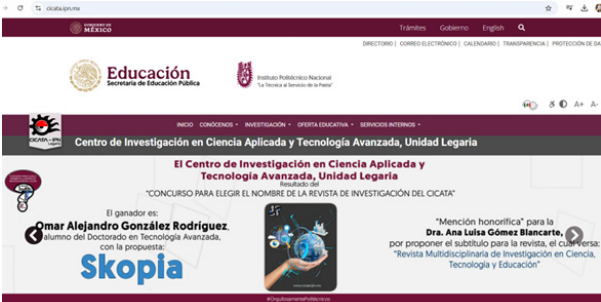 cicata.ipn.mx
GOBIERNO DE
MÉXICO
Trámites Gobierno English
DIRECTORIO | CORREO ELECTRÓNICO | CALENDARIO | TRANSPARENCIA | PROTECCIÓN DE DA
Educación
Secretaría de Educación Pública
Instituto Politécnico Nacional
"La Técnica al Servicio de la Patria"
A+ A-
INICIO CONÓCENOS INVESTIGACIÓN OFERTA EDUCATIVA SERVICIOS INTERNOS
CICATA - IPN
Legaria
Centro de Investigación en Ciencia Aplicada y Tecnología Avanzada, Unidad Legaria
El Centro de Investigación en Ciencia Aplicada y
Tecnología Avanzada, Unidad Legaria
Resultado del
"CONCURSO PARA ELEGIR EL NOMBRE DE LA REVISTA DE INVESTIGACIÓN DEL CICATA"
El ganador es:
Omar Alejandro González Rodríguez,
alumno del Doctorado en Tecnología Avanzada,
con la propuesta:
Skopia
"Mención honorífica" para la
Dra. Ana Luisa Gómez Blancarte,
por proponer el subtítulo para la revista, el cual versa:
"Revista Multidisciplinaria de Investigación en Ciencia,
Tecnología y Educación"
#OrgullosamentePolitécnicos